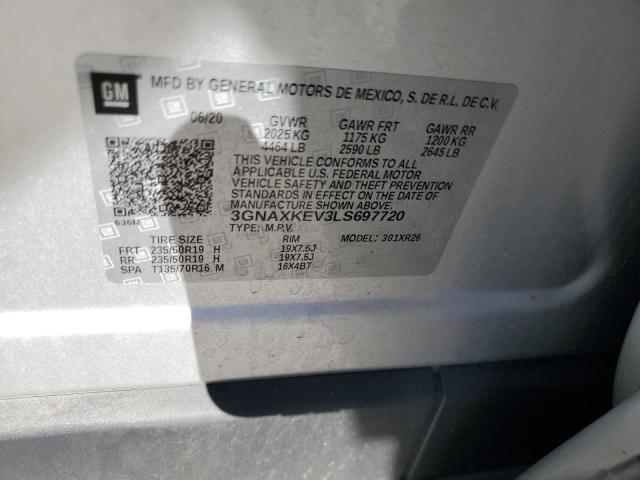 GM
MFD BY GENERAL MOTORS DE MEXICO, S. DE R.L. DE C.V.
06/20 GVWR GAWR FRT GAWR RR
2025 KG 1175 KG 1200 KG
4464 LB 2590 LB 2645 LB
THIS VEHICLE CONFORMS TO ALL
APPLICABLE U.S. FEDERAL MOTOR
VEHICLE SAFETY AND THEFT PREVENTION
STANDARDS IN EFFECT ON THE DATE
OF MANUFACTURE SHOWN ABOVE.
636R 3GNAXKEV3LS697720
TYPE: M.P.V. MODEL: 301XR26
TIRE SIZE RIM
FRT 235/50R19 H 19X7.5J
RR 235/50R19 H 19X7.5J
SPA T135/70R16 M 16X4BT